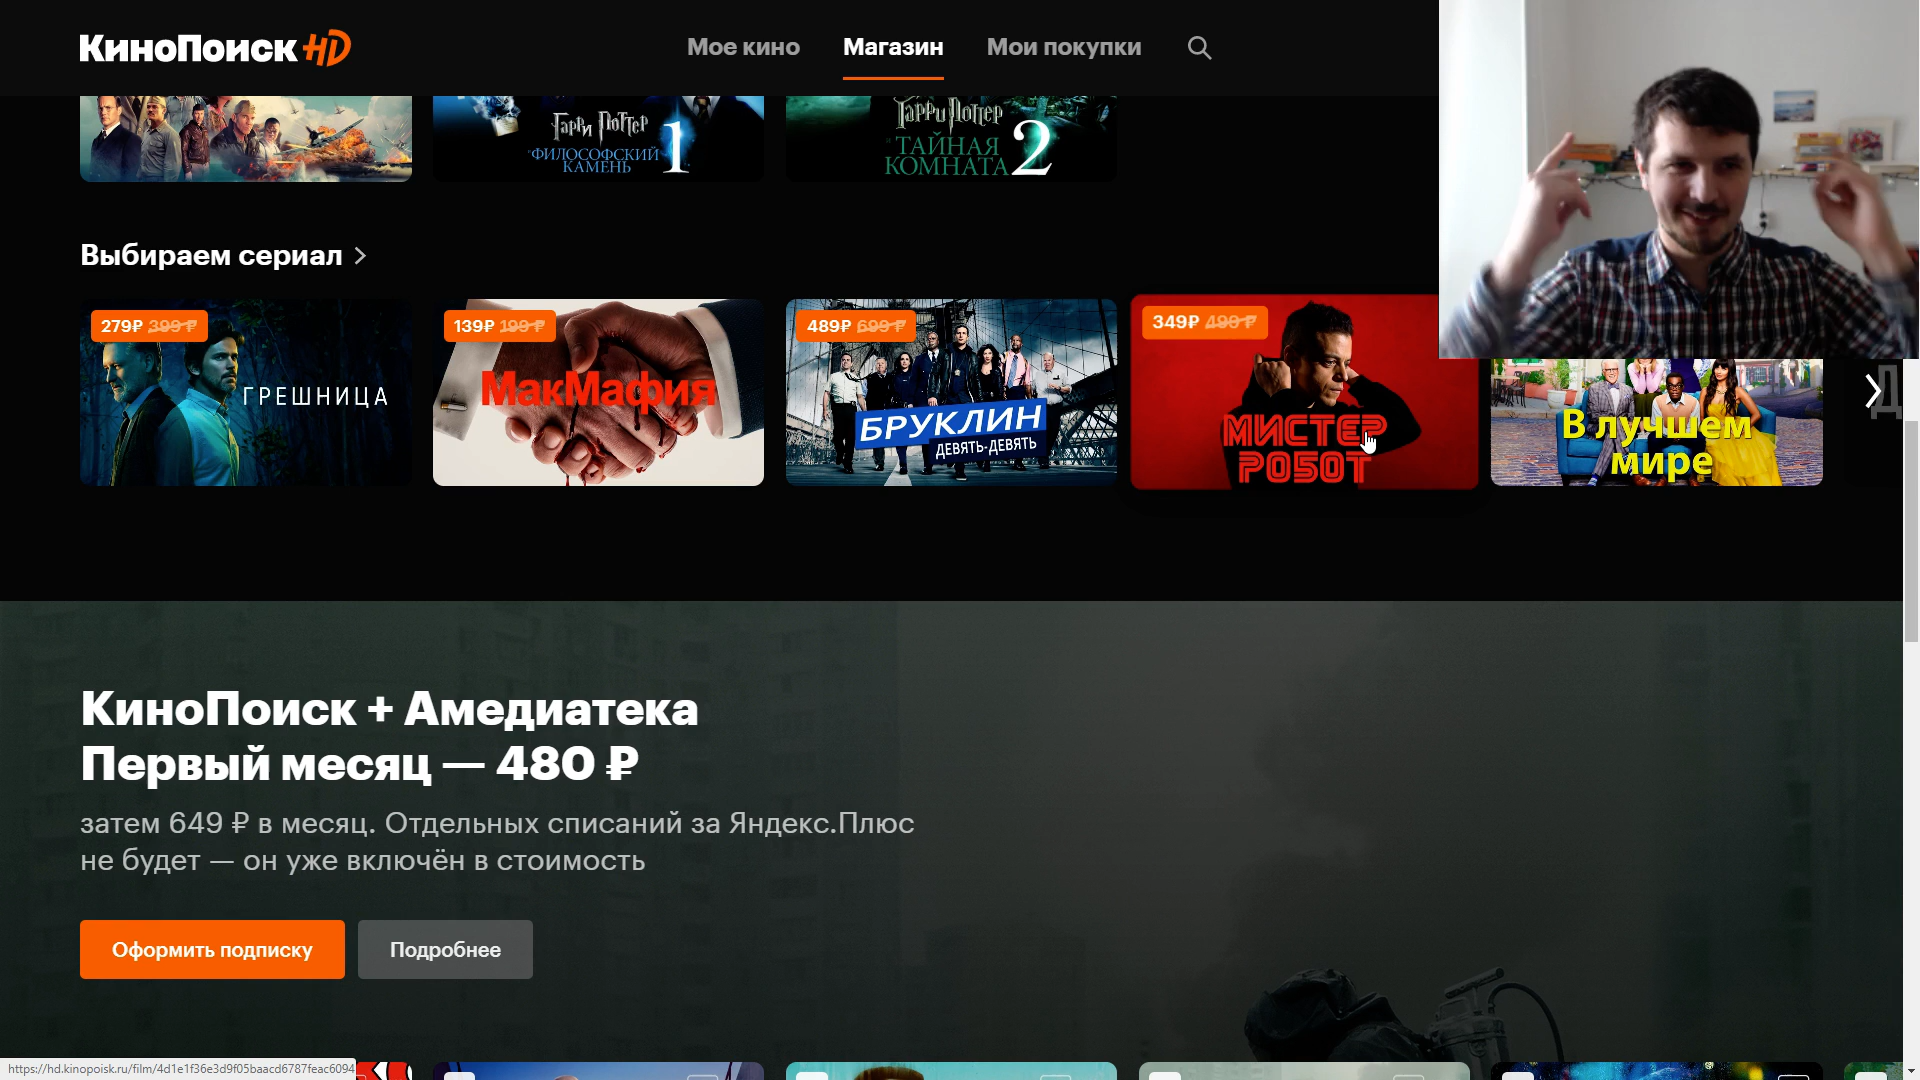 КиноПоиск HD
Мое кино
Магазин
Мои покупки
Гарри Поттер
ФИЛОСОФСКИЙ
КАМЕНЬ
1
Гарри Поттер
ТАЙНАЯ
КОМНАТА
2
Выбираем сериал
279₽ 399 ₽
ГРЕШНИЦА
139₽ 199 ₽
МакМафия
489₽ 699 ₽
БРУКЛИН
ДЕВЯТЬ-ДЕВЯТЬ
349₽ 499 ₽
МИСТЕР
РО5ОТ
В лучшем
мире
КиноПоиск + Амедиатека
Первый месяц — 480 ₽
затем 649 ₽ в месяц. Отдельных списаний за Яндекс.Плюс
не будет — он уже включён в стоимость
Оформить подписку
Подробнее
https://hd.kinopoisk.ru/film/4d1e1f36e3d9f05baacd6787feac6094